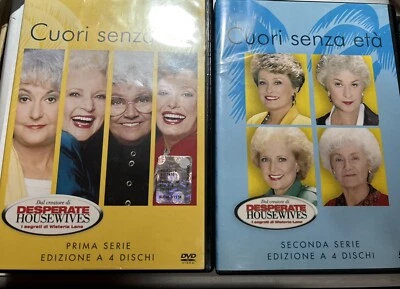 Cuori senza
Dal creatore di
DESPERATE
HOUSEWIVES
I segreti di Wisteria Lane
PRIMA SERIE
EDIZIONE A 4 DISCHI
DVD
VIDEO
Cuori senza età
Dal creatore di
DESPERATE
HOUSEWIVES
I segreti di Wisteria Lane
SECONDA SERIE
EDIZIONE A 4 DISCHI